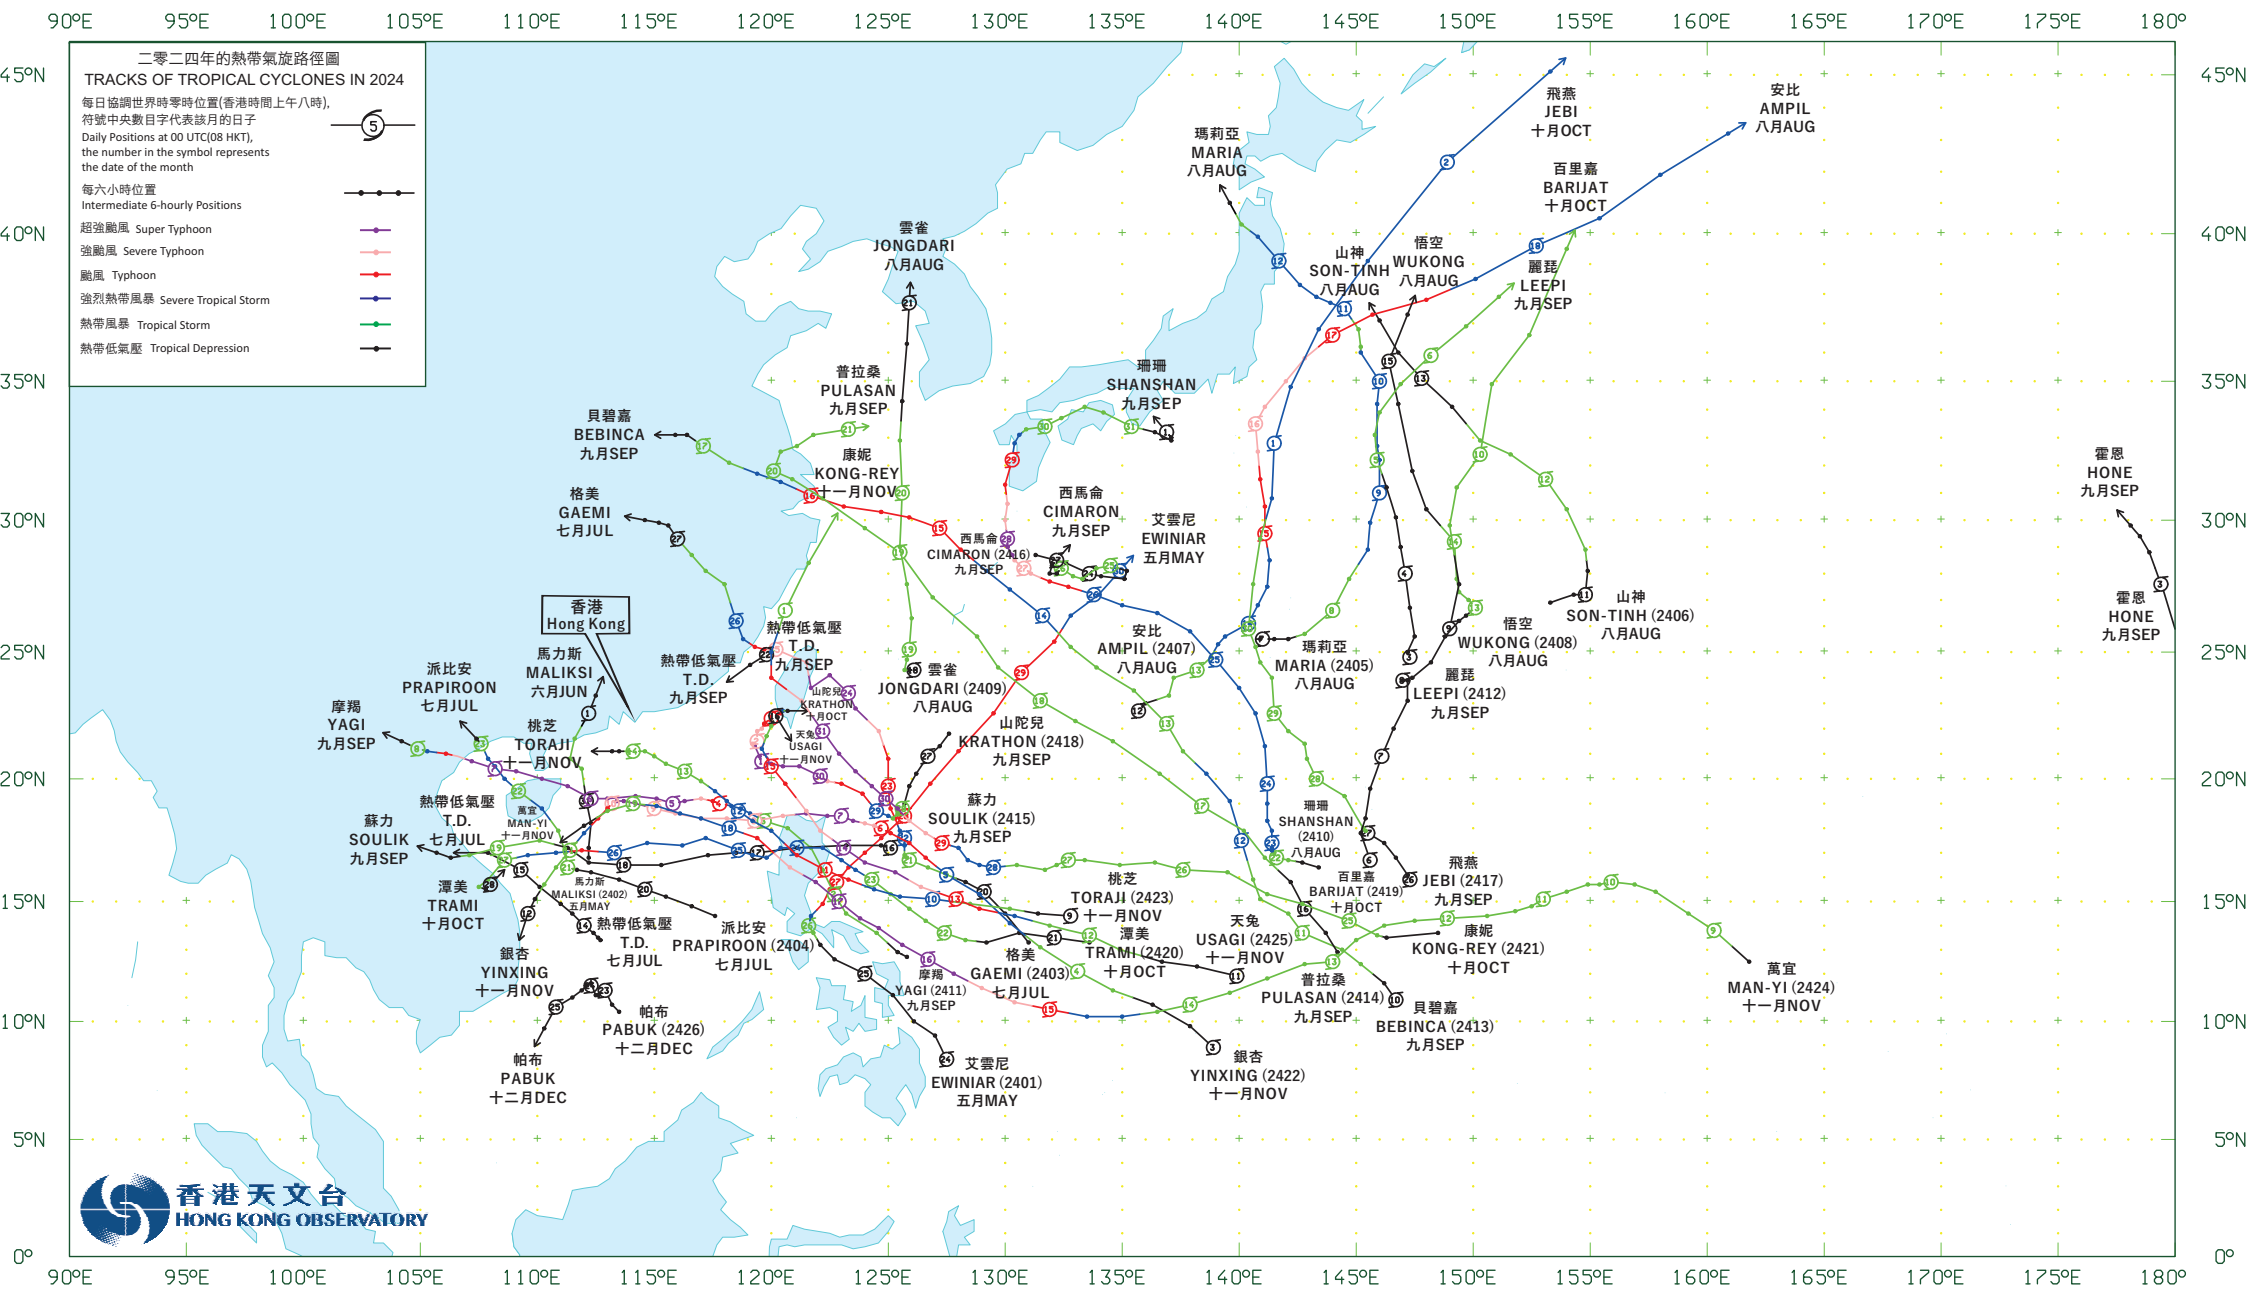 90°E 95°E 100°E 105°E 110°E 115°E 120°E 125°E 130°E 135°E 140°E 145°E 150°E 155°E 160°E 165°E 170°E 175°E 180°
二零二四年的熱帶氣旋路徑圖
TRACKS OF TROPICAL CYCLONES IN 2024
每日協調世界時零時位置(香港時間上午八時),
符號中央數目字代表該月的日子
Daily Positions at 00 UTC(08 HKT),
the number in the symbol represents
the date of the month
5
每六小時位置
Intermediate 6-hourly Positions
超強颱風 Super Typhoon
強颱風 Severe Typhoon
颱風 Typhoon
強烈熱帶風暴 Severe Tropical Storm
熱帶風暴 Tropical Storm
熱帶低氣壓 Tropical Depression
45°N 45°N
40°N 40°N
35°N 35°N
30°N 30°N
25°N 25°N
20°N 20°N
15°N 15°N
10°N 10°N
5°N 5°N
0° 0°
飛燕
JEBI
十月OCT
安比
AMPIL
八月AUG
瑪莉亞
MARIA
八月AUG
百里嘉
BARIJAT
十月OCT
雲雀
JONGDARI
八月AUG
山神
SON-TINH
八月AUG
悟空
WUKONG
八月AUG
麗琵
LEEPI
九月SEP
普拉桑
PULASAN
九月SEP
珊珊
SHANSHAN
九月SEP
貝碧嘉
BEBINCA
九月SEP
康妮
KONG-REY
十一月NOV
格美
GAEMI
七月JUL
西馬侖
CIMARON
九月SEP
艾雲尼
EWINIAR
五月MAY
西馬侖
CIMARON (2416)
九月SEP
霍恩
HONE
九月SEP
霍恩
HONE
九月SEP
香港
Hong Kong
馬力斯
MALIKSI
六月JUN
熱帶低氣壓
T.D.
九月SEP
熱帶低氣壓
T.D.
九月SEP
派比安
PRAPIROON
七月JUL
摩羯
YAGI
九月SEP
桃芝
TORAJI
十一月NOV
山陀兒
KRATHON
十月OCT
天兔
USAGI
十一月NOV
雲雀
JONGDARI (2409)
八月AUG
山陀兒
KRATHON (2418)
九月SEP
安比
AMPIL (2407)
八月AUG
瑪莉亞
MARIA (2405)
八月AUG
山神
SON-TINH (2406)
八月AUG
悟空
WUKONG (2408)
八月AUG
麗琵
LEEPI (2412)
九月SEP
熱帶低氣壓
T.D.
七月JUL
蘇力
SOULIK
九月SEP
萬宜
MAN-YI
十一月NOV
蘇力
SOULIK (2415)
九月SEP
珊珊
SHANSHAN
(2410)
八月AUG
潭美
TRAMI
十月OCT
馬力斯
MALIKSI (2402)
五月MAY
熱帶低氣壓
T.D.
七月JUL
派比安
PRAPIROON (2404)
七月JUL
銀杏
YINXING
十一月NOV
桃芝
TORAJI (2423)
十一月NOV
潭美
TRAMI (2420)
十月OCT
天兔
USAGI (2425)
十一月NOV
百里嘉
BARIJAT (2419)
十月OCT
飛燕
JEBI (2417)
九月SEP
康妮
KONG-REY (2421)
十月OCT
摩羯
YAGI (2411)
九月SEP
格美
GAEMI (2403)
七月JUL
普拉桑
PULASAN (2414)
九月SEP
貝碧嘉
BEBINCA (2413)
九月SEP
萬宜
MAN-YI (2424)
十一月NOV
帕布
PABUK (2426)
十二月DEC
帕布
PABUK
十二月DEC
艾雲尼
EWINIAR (2401)
五月MAY
銀杏
YINXING (2422)
十一月NOV
香港天文台
HONG KONG OBSERVATORY
90°E 95°E 100°E 105°E 110°E 115°E 120°E 125°E 130°E 135°E 140°E 145°E 150°E 155°E 160°E 165°E 170°E 175°E 180°